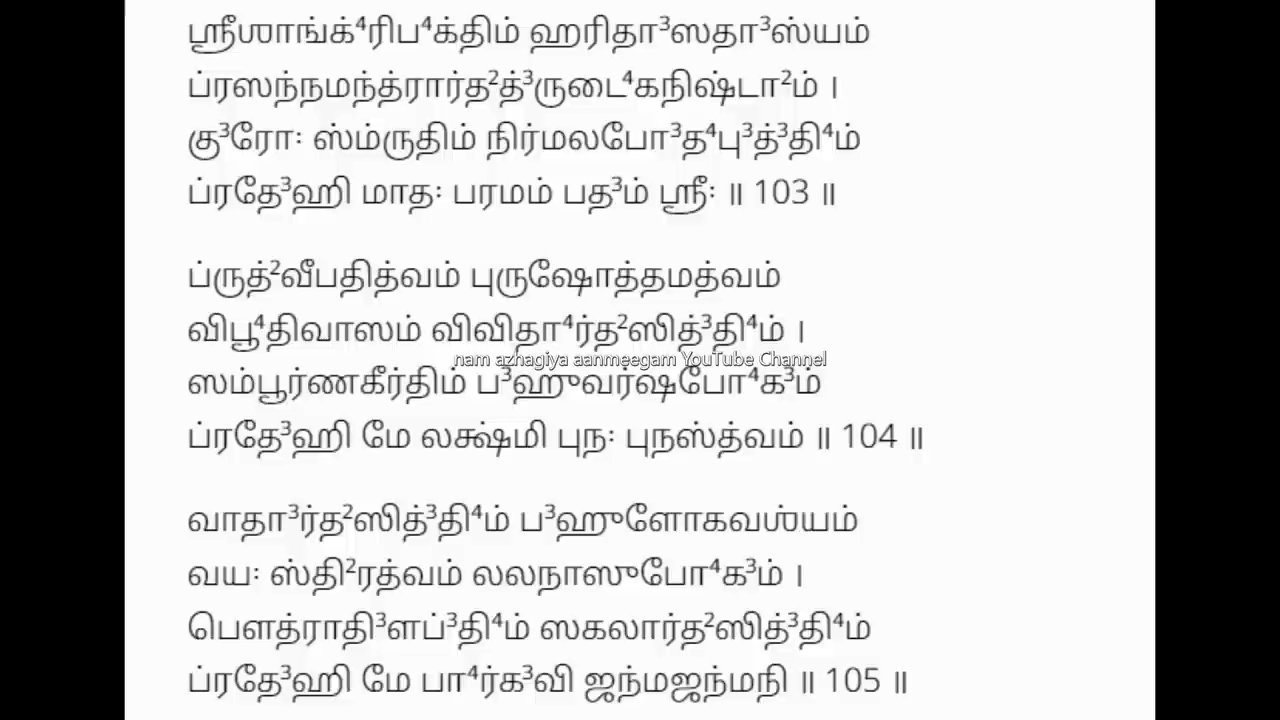 ஶ்ரீஶாங்க்⁴ரிப⁴க்திம் ஹரிதா³ஸதா³ஸ்யம்
ப்ரஸந்நமந்த்ரார்த²த்³ருடை⁴கநிஷ்டா²ம் ।
கு³ரோ꞉ ஸ்ம்ருதிம் நிர்மலபோ³த⁴பு³த்³தி⁴ம்
ப்ரதே³ஹி மாத꞉ பரமம் பத³ம் ஶ்ரீ꞉ ॥ 103 ॥
ப்ருத்²வீபதித்வம் புருஷோத்தமத்வம்
விபூ⁴திவாஸம் விவிதா⁴ர்த²ஸித்³தி⁴ம் ।
nam azhagiya aanmeegam YouTube Channel
ஸம்பூர்ணகீர்திம் ப³ஹுவர்ஷபோ⁴க³ம்
ப்ரதே³ஹி மே லக்ஷ்மி புந꞉ புநஸ்த்வம் ॥ 104 ॥
வாதா³ர்த²ஸித்³தி⁴ம் ப³ஹுளோகவஶ்யம்
வய꞉ ஸ்தி²ரத்வம் லலநாஸுபோ⁴க³ம் ।
பௌத்ராதி³ளப்³தி⁴ம் ஸகலார்த²ஸித்³தி⁴ம்
ப்ரதே³ஹி மே பா⁴ர்க³வி ஜந்மஜந்மநி ॥ 105 ॥